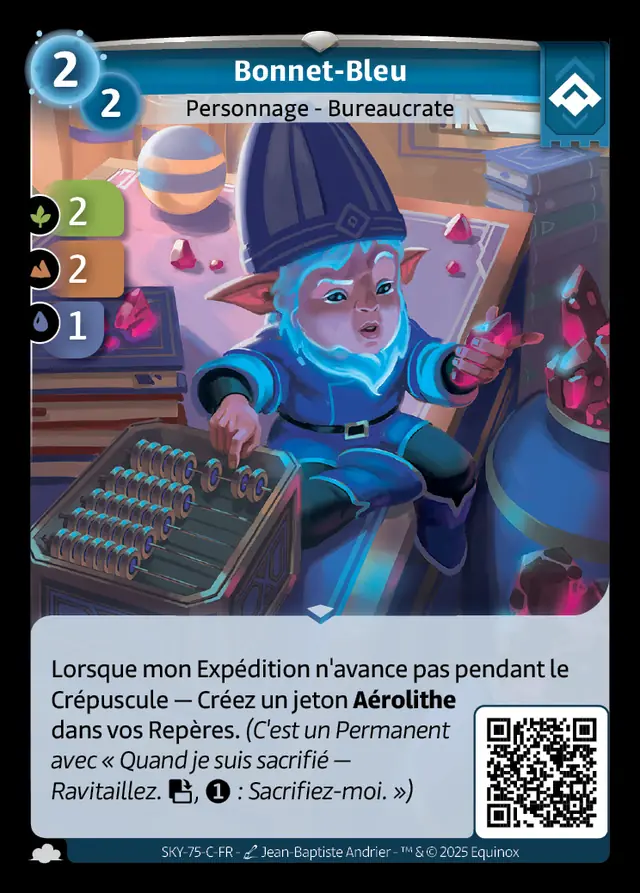 2
Bonnet-Bleu
2
Personnage - Bureaucrate
2
2
1
Lorsque mon Expédition n'avance pas pendant le
Crépuscule — Créez un jeton Aérolithe
dans vos Repères. (C'est un Permanent
avec « Quand je suis sacrifié —
Ravitaillez. , 1 : Sacrifiez-moi. »)
SKY-75-C-FR - Jean-Baptiste Andrier - ™ & © 2025 Equinox